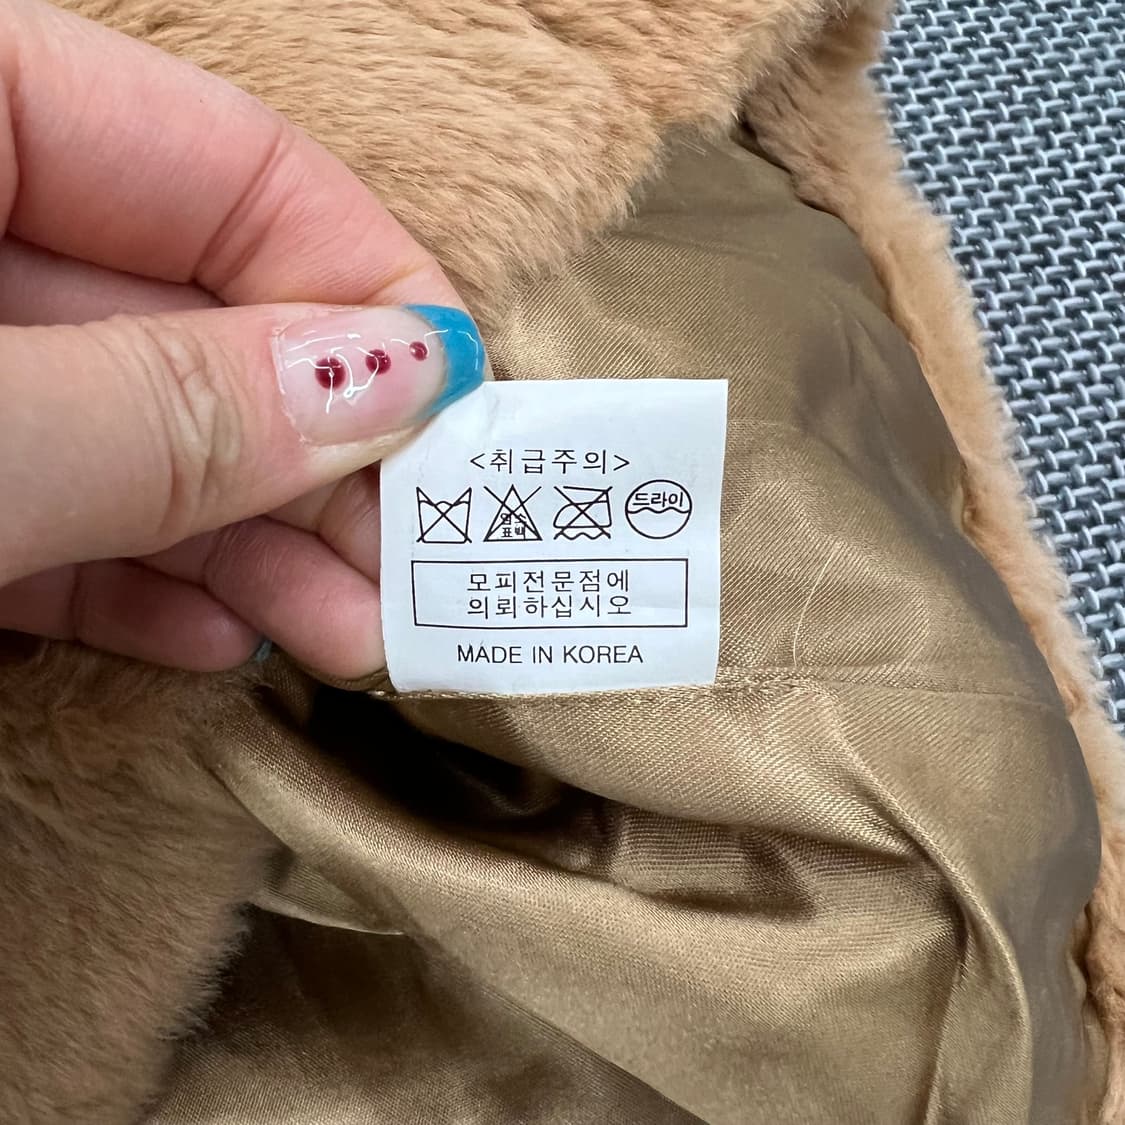 <취급주의>
염소
표백
드라이
모피전문점에
의뢰하십시오
MADE IN KOREA